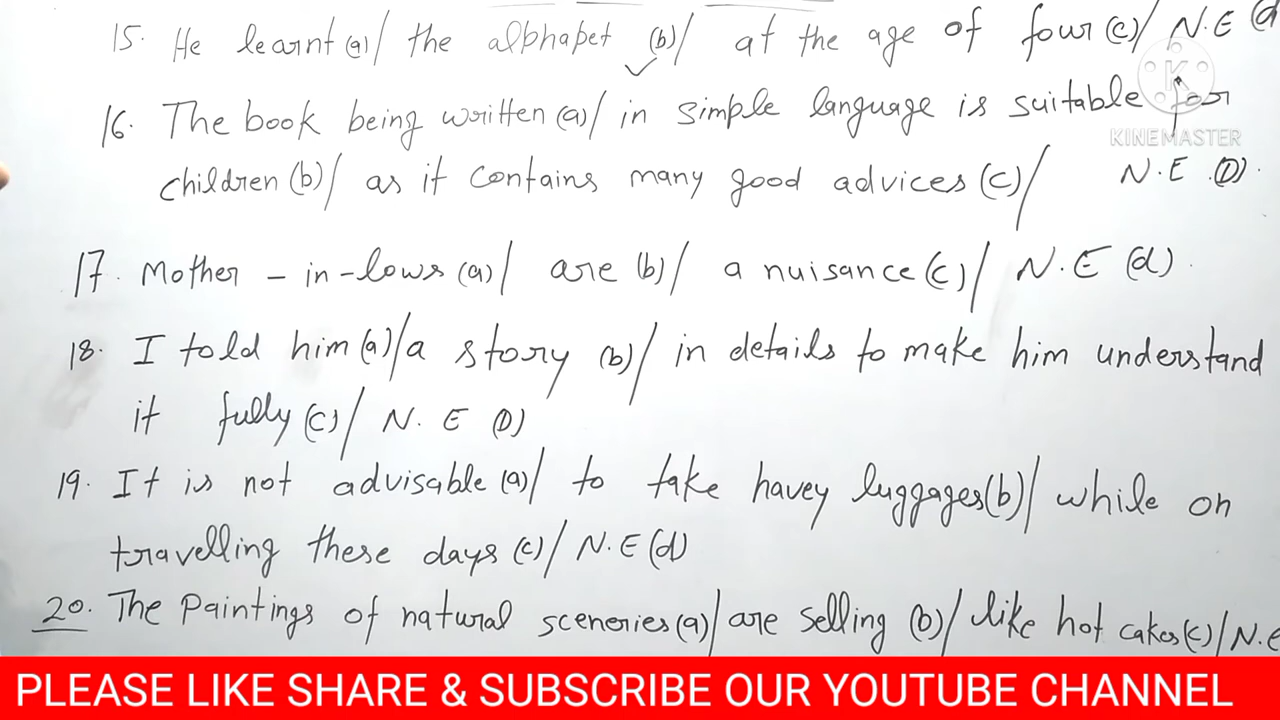 15. He learnt (a)/ the alphabet (b)/ at the age of four (c)/ N.E (d
16. The book being written (a)/ in simple language is suitable for
KINEMASTER
children (b)/ as it contains many good advices (c)/ N.E (D).
17. Mother - in - lows (a)/ are (b)/ a nuisance (c)/ N.E (d).
18. I told him (a)/ a story (b)/ in details to make him understand
it fully (c)/ N. E (D)
19. It is not advisable (a)/ to take havey luggages (b)/ while on
travelling these days (c)/ N.E (d)
20. The Paintings of natural sceneries (a)/ are selling (b)/ like hot cakes (c)/ N.E
PLEASE LIKE SHARE & SUBSCRIBE OUR YOUTUBE CHANNEL